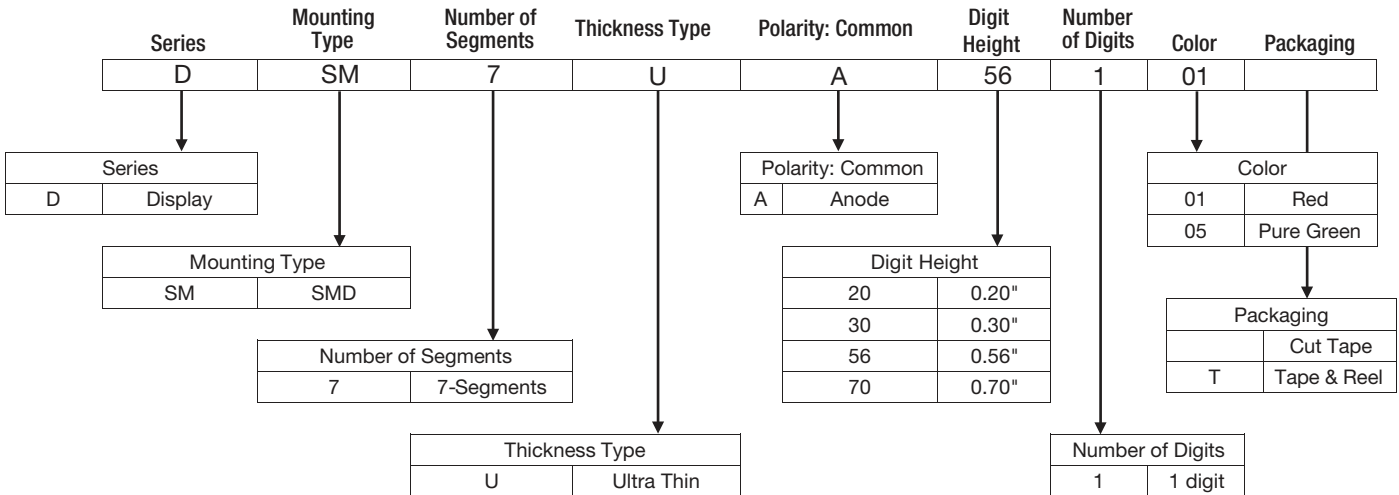 Series Mounting Type Number of Segments Thickness Type Polarity: Common Digit Height Number of Digits Color Packaging
D SM 7 U A 56 1 01
Series
D Display
Mounting Type
SM SMD
Number of Segments
7 7-Segments
Thickness Type
U Ultra Thin
Polarity: Common
A Anode
Digit Height
20 0.20"
30 0.30"
56 0.56"
70 0.70"
Number of Digits
1 1 digit
Color
01 Red
05 Pure Green
Packaging
Cut Tape
T Tape & Reel